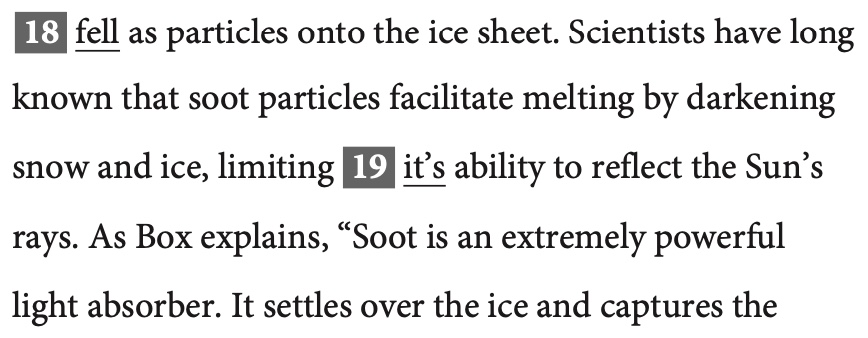 18 fell as particles onto the ice sheet. Scientists have long
known that soot particles facilitate melting by darkening
snow and ice, limiting 19 it’s ability to reflect the Sun’s
rays. As Box explains, “Soot is an extremely powerful
light absorber. It settles over the ice and captures the